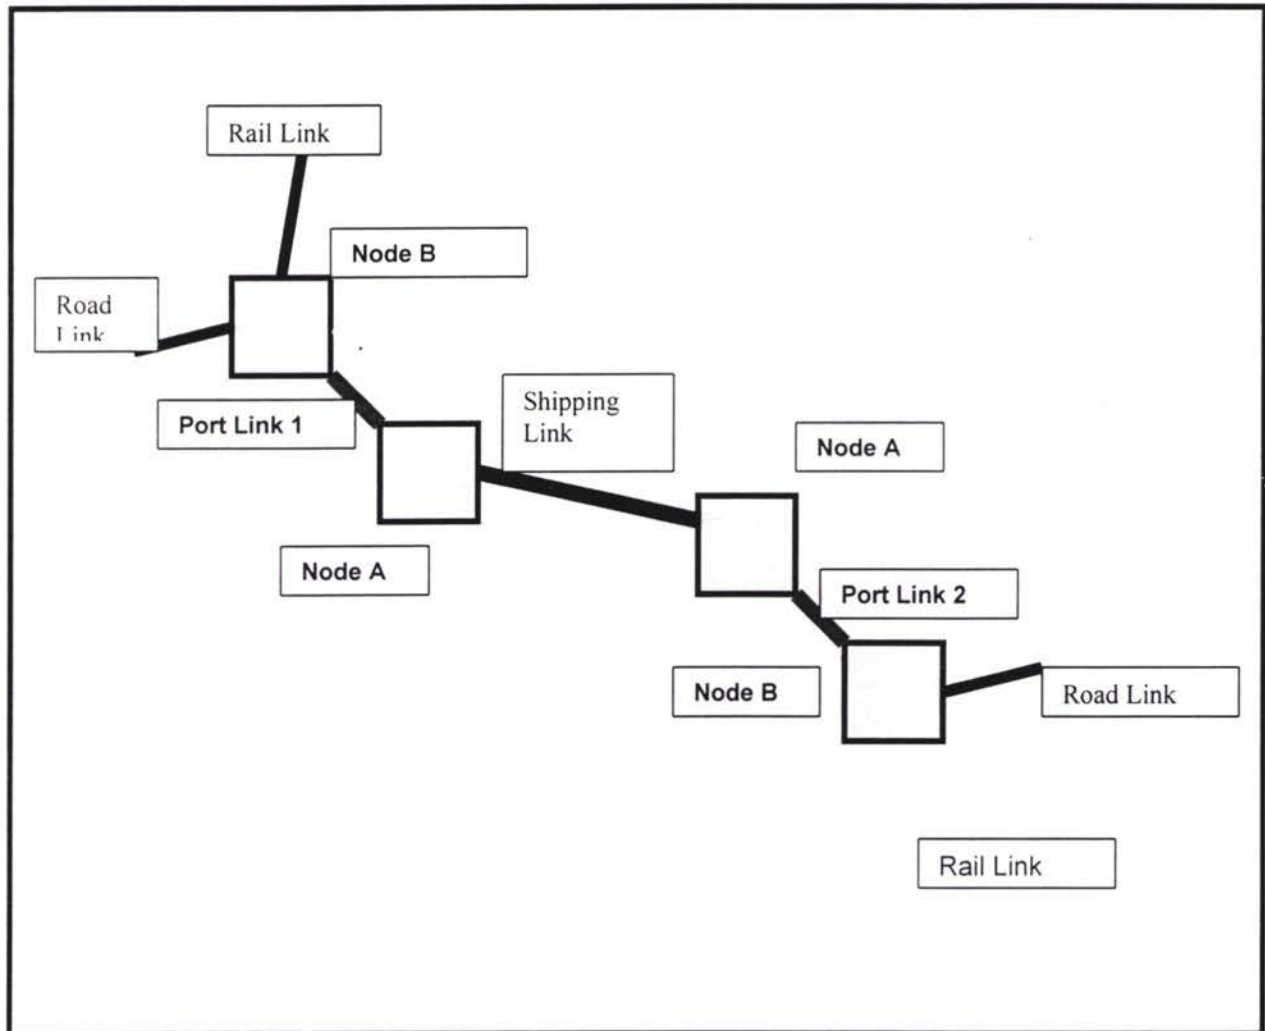 Rail Link
Node B
Road
Link
Port Link 1
Shipping
Link
Node A
Node A
Port Link 2
Node B
Road Link
Rail Link